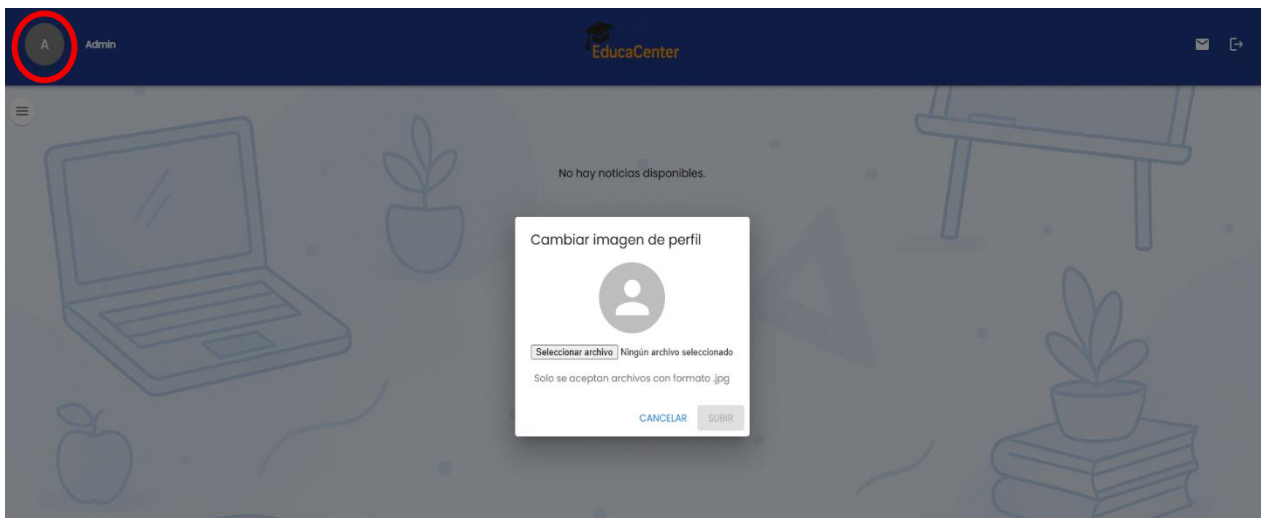 A
Admin
EducaCenter
No hay noticias disponibles.
Cambiar imagen de perfil
Seleccionar archivo Ningún archivo seleccionado
Solo se aceptan archivos con formato .jpg
CANCELAR SUBIR